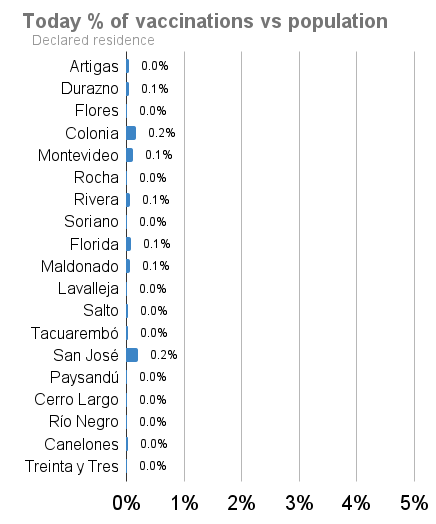 Today % of vaccinations vs population
Declared residence
Artigas 0.0%
Durazno 0.1%
Flores 0.0%
Colonia 0.2%
Montevideo 0.1%
Rocha 0.0%
Rivera 0.1%
Soriano 0.0%
Florida 0.1%
Maldonado 0.1%
Lavalleja 0.0%
Salto 0.0%
Tacuarembó 0.0%
San José 0.2%
Paysandú 0.0%
Cerro Largo 0.0%
Río Negro 0.0%
Canelones 0.0%
Treinta y Tres 0.0%
0% 1% 2% 3% 4% 5%